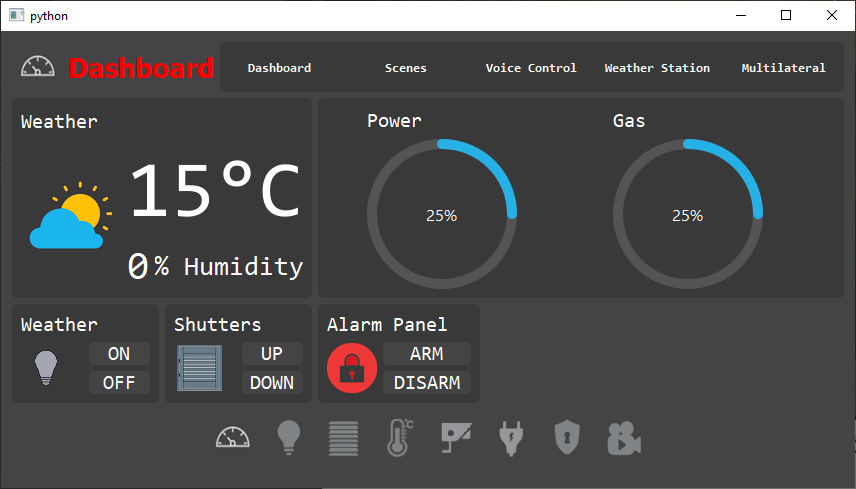 python
Dashboard
Dashboard Scenes Voice Control Weather Station Multilateral
Weather
15°C
0% Humidity
Power
25%
Gas
25%
Weather
ON
OFF
Shutters
UP
DOWN
Alarm Panel
ARM
DISARM
°C